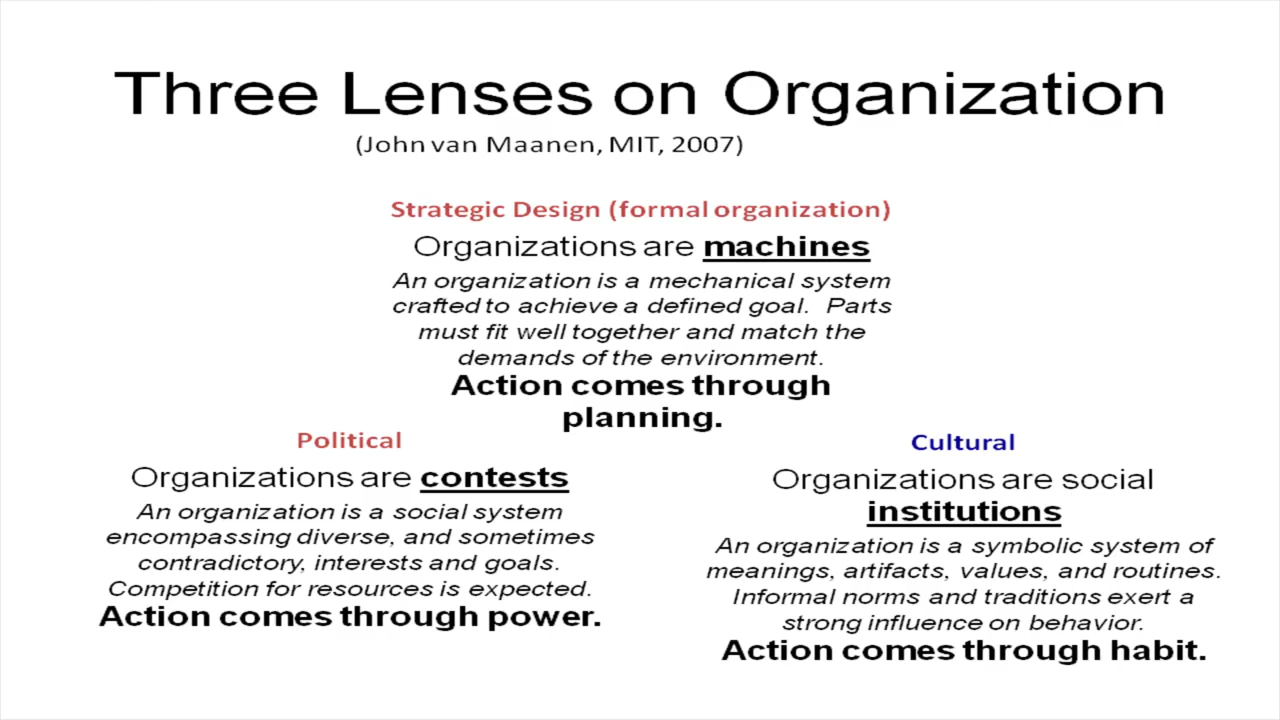 Three Lenses on Organization
(John van Maanen, MIT, 2007)
Strategic Design (formal organization)
Organizations are machines
An organization is a mechanical system
crafted to achieve a defined goal. Parts
must fit well together and match the
demands of the environment.
Action comes through
planning.
Political
Organizations are contests
An organization is a social system
encompassing diverse, and sometimes
contradictory, interests and goals.
Competition for resources is expected.
Action comes through power.
Cultural
Organizations are social
institutions
An organization is a symbolic system of
meanings, artifacts, values, and routines.
Informal norms and traditions exert a
strong influence on behavior.
Action comes through habit.